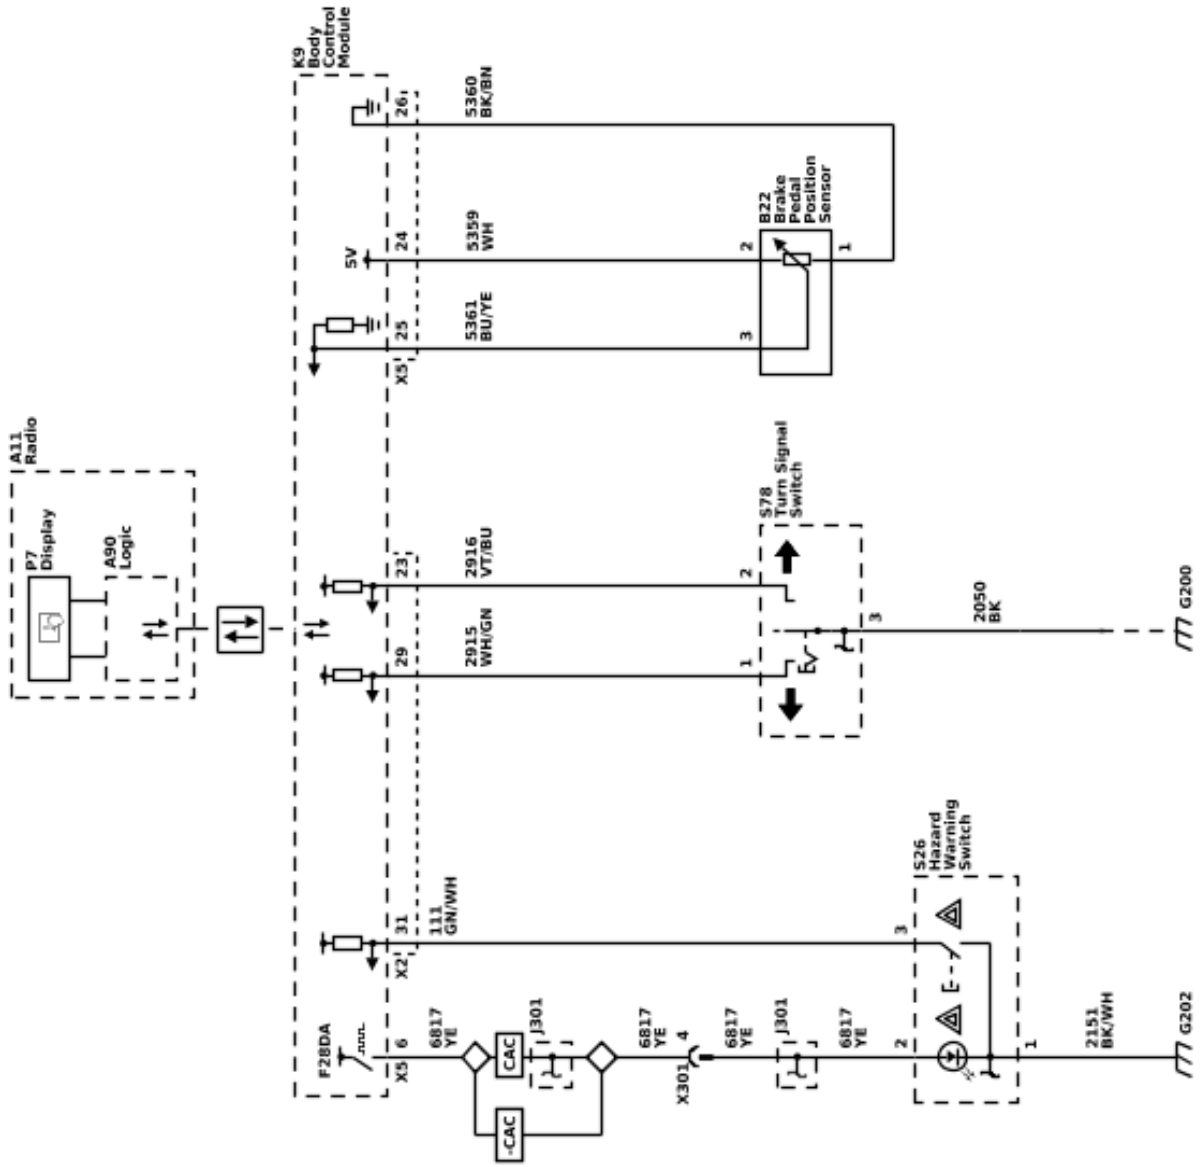 A11
Radio
P7
Display
A90
Logic
K9
Body
Control
Module
F28DA
5V
X5
6
X2
31
29
23
X5
25
24
26
6817
YE
111
GN/WH
2915
WH/GN
2916
VT/BU
5361
BU/YE
5359
WH
5360
BK/BN
-CAC
CAC
J301
6817
YE
X301
4
6817
YE
J301
6817
YE
S26
Hazard
Warning
Switch
2
3
1
2151
BK/WH
G202
S78
Turn Signal
Switch
1
2
3
2050
BK
G200
B22
Brake
Pedal
Position
Sensor
3
2
1